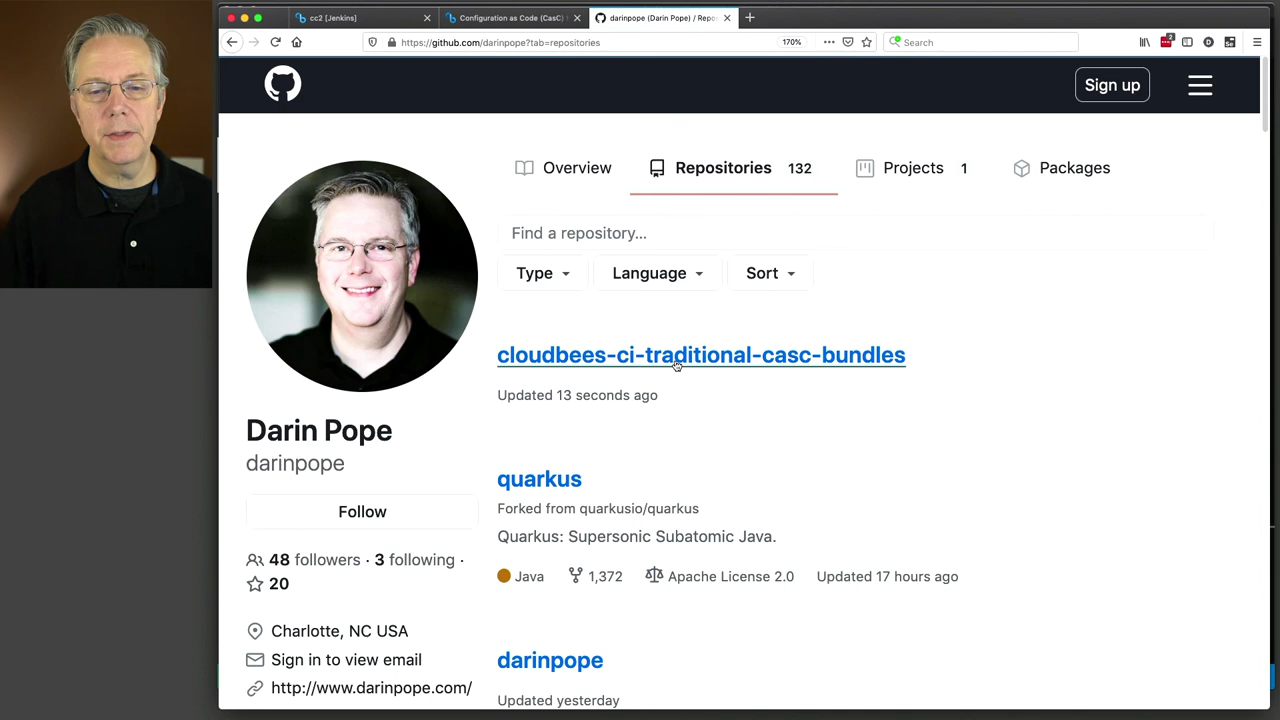 cc2 [Jenkins]
Configuration as Code (CasC)
darinpope (Darin Pope) / Repos
https://github.com/darinpope?tab=repositories
170%
Search
2
Sign up
Overview
Repositories 132
Projects 1
Packages
Find a repository...
Type
Language
Sort
cloudbees-ci-traditional-casc-bundles
Updated 13 seconds ago
Darin Pope
darinpope
Follow
48 followers · 3 following ·
20
Charlotte, NC USA
Sign in to view email
http://www.darinpope.com/
quarkus
Forked from quarkusio/quarkus
Quarkus: Supersonic Subatomic Java.
Java 1,372 Apache License 2.0 Updated 17 hours ago
darinpope
Updated yesterday